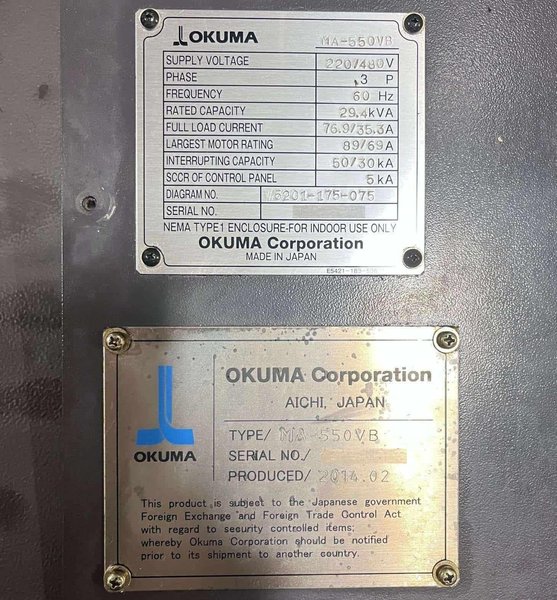 OKUMA MA-550VB
SUPPLY VOLTAGE 220/480V
PHASE 3 P
FREQUENCY 60 Hz
RATED CAPACITY 29.4kVA
FULL LOAD CURRENT 76.9/35.3A
LARGEST MOTOR RATING 89/69A
INTERRUPTING CAPACITY 50/30kA
SCCR OF CONTROL PANEL 5kA
DIAGRAM NO. 6201-175-075
SERIAL NO.
NEMA TYPE1 ENCLOSURE-FOR INDOOR USE ONLY
OKUMA Corporation
MADE IN JAPAN
OKUMA Corporation
AICHI, JAPAN
OKUMA
TYPE/ MA-550VB
SERIAL NO./
PRODUCED/ 2014.02
This product is subject to the Japanese government
Foreign Exchange and Foreign Trade Control Act
with regard to security controlled items;
whereby Okuma Corporation should be notified
prior to its shipment to another country.